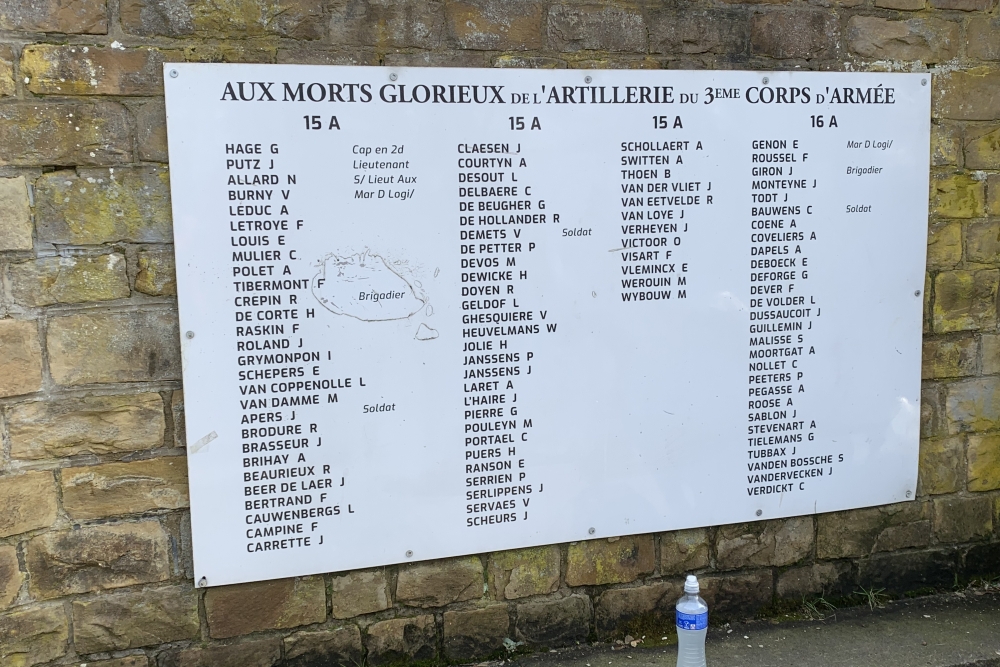 AUX MORTS GLORIEUX DE L'ARTILLERIE DU 3EME CORPS D'ARMÉE
15 A
HAGE G Cap en 2d
PUTZ J Lieutenant
ALLARD N S/ Lieut Aux
BURNY V Mar D Logi/
LEDUC A
LETROYE F
LOUIS E
MULIER C
POLET A
TIBERMONT F
CREPIN R Brigadier
DE CORTE H
RASKIN F
ROLAND J
GRYMONPON I
SCHEPERS E
VAN COPPENOLLE L
VAN DAMME M
APERS J Soldat
BRODURE R
BRASSEUR J
BRIHAY A
BEAURIEUX R
BEER DE LAER J
BERTRAND F
CAUWENBERGS L
CAMPINE F
CARRETTE J
15 A
CLAESEN J
COURTYN A
DESOUT L
DELBAERE C
DE BEUGHER G
DE HOLLANDER R
DEMETS V Soldat
DE PETTER P
DEVOS M
DEWICKE H
DOYEN R
GELDOF L
GHESQUIERE V
HEUVELMANS W
JOLIE H
JANSSENS P
JANSSENS J
LARET A
L'HAIRE J
PIERRE G
POULEYN M
PORTAEL C
PUERS H
RANSON E
SERRIEN P
SERLIPPENS J
SERVAES V
SCHEURS J
15 A
SCHOLLAERT A
SWITTEN A
THOEN B
VAN DER VLIET J
VAN EETVELDE R
VAN LOYE J
VERHEYEN J
VICTOOR O
VISART F
VLEMINCX E
WEROUIN M
WYBOUW M
16 A
GENON E Mar D Logi/
ROUSSEL F
GIRON J Brigadier
MONTEYNE J
TODT J
BAUWENS C Soldat
COENE A
COVELIERS A
DAPELS A
DEBOECK E
DEFORGE G
DEVER F
DE VOLDER L
DUSSAUCOIT J
GUILLEMIN J
MALISSE S
MOORTGAT A
NOLLET C
PEETERS P
PEGASSE A
ROOSE A
SABLON J
STEVENART A
TIELEMANS G
TUBBAX J
VANDEN BOSSCHE S
VANDERVECKEN J
VERDICKT C